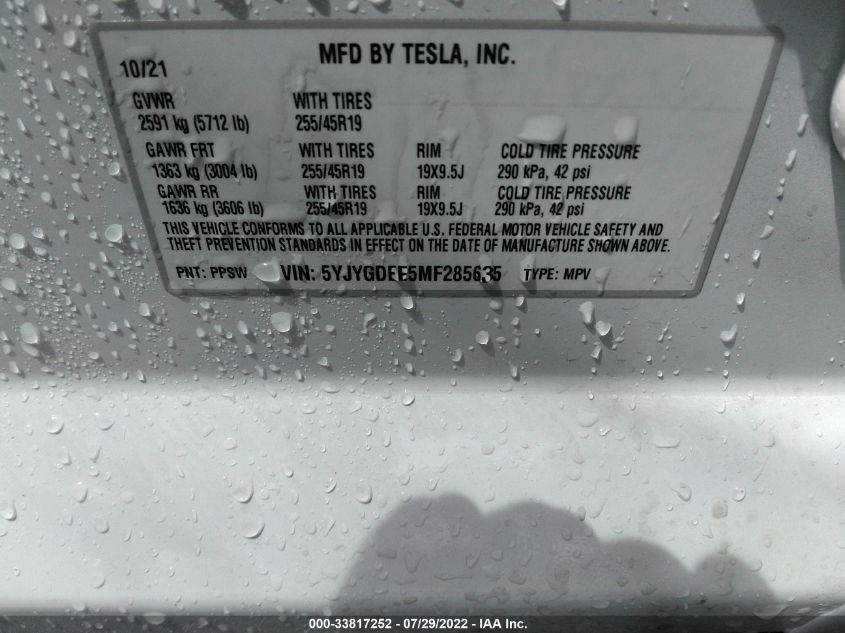 MFD BY TESLA, INC.
10/21
GVWR WITH TIRES
2591 kg (5712 lb) 255/45R19
GAWR FRT WITH TIRES RIM COLD TIRE PRESSURE
1363 kg (3004 lb) 255/45R19 19X9.5J 290 kPa, 42 psi
GAWR RR WITH TIRES RIM COLD TIRE PRESSURE
1636 kg (3606 lb) 255/45R19 19X9.5J 290 kPa, 42 psi
THIS VEHICLE CONFORMS TO ALL APPLICABLE U.S. FEDERAL MOTOR VEHICLE SAFETY AND
THEFT PREVENTION STANDARDS IN EFFECT ON THE DATE OF MANUFACTURE SHOWN ABOVE.
PNT: PPSW VIN: 5YJYGDEE5MF285635 TYPE: MPV
000-33817252 - 07/29/2022 - IAA Inc.